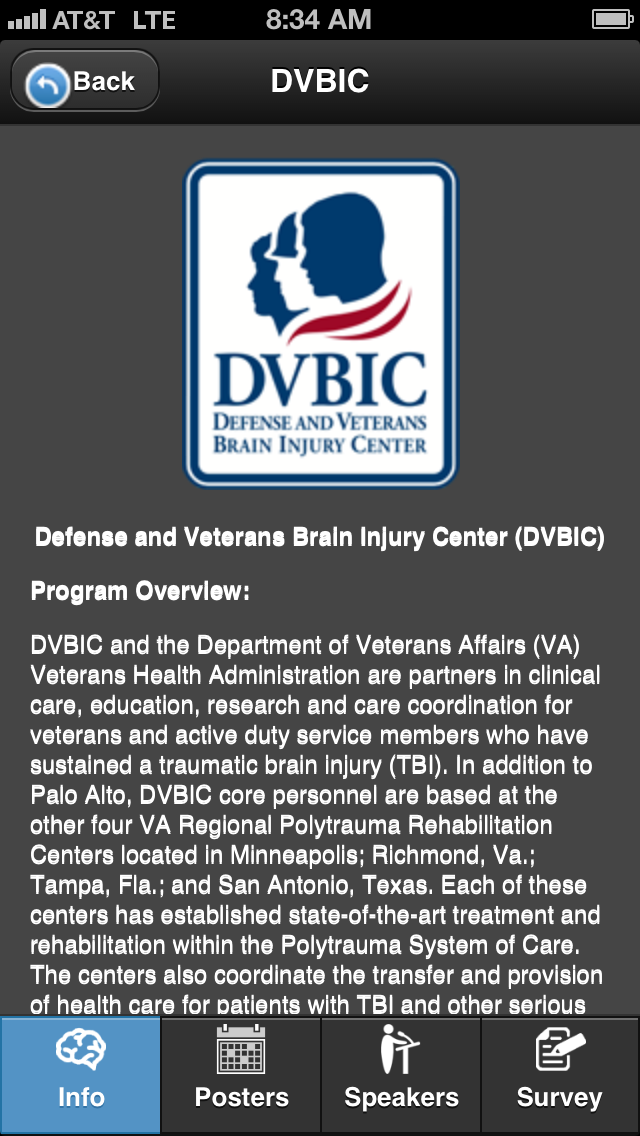 AT&T LTE 8:34 AM
Back DVBIC
DVBIC
DEFENSE AND VETERANS
BRAIN INJURY CENTER
Defense and Veterans Brain Injury Center (DVBIC)
Program Overview:
DVBIC and the Department of Veterans Affairs (VA)
Veterans Health Administration are partners in clinical
care, education, research and care coordination for
veterans and active duty service members who have
sustained a traumatic brain injury (TBI). In addition to
Palo Alto, DVBIC core personnel are based at the
other four VA Regional Polytrauma Rehabilitation
Centers located in Minneapolis; Richmond, Va.;
Tampa, Fla.; and San Antonio, Texas. Each of these
centers has established state-of-the-art treatment and
rehabilitation within the Polytrauma System of Care.
The centers also coordinate the transfer and provision
of health care for patients with TBI and other serious
Info Posters Speakers Survey